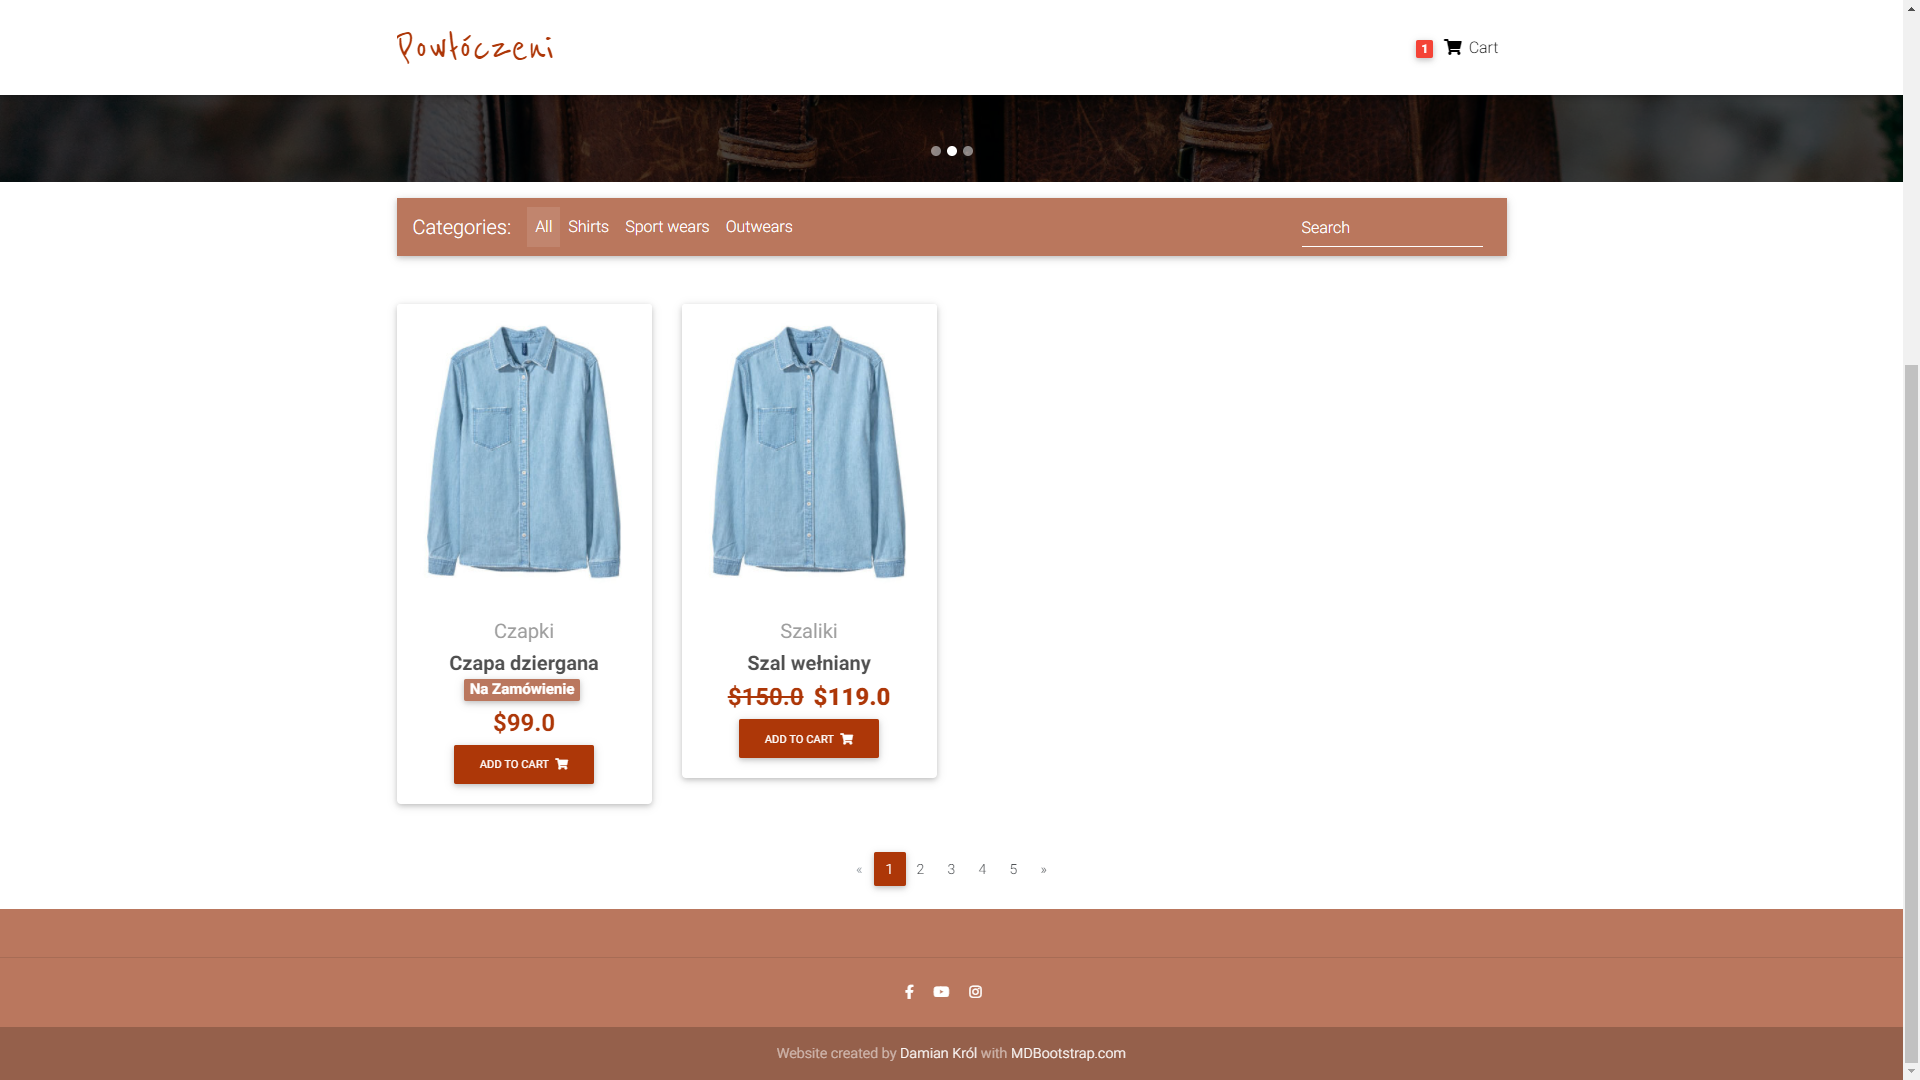 Powłóczeni
1 Cart
Categories: All Shirts Sport wears Outwears Search
Czapki
Czapa dziergana
Na Zamówienie
$99.0
ADD TO CART
Szaliki
Szal wełniany
$150.0 $119.0
ADD TO CART
« 1 2 3 4 5 »
Website created by Damian Król with MDBootstrap.com